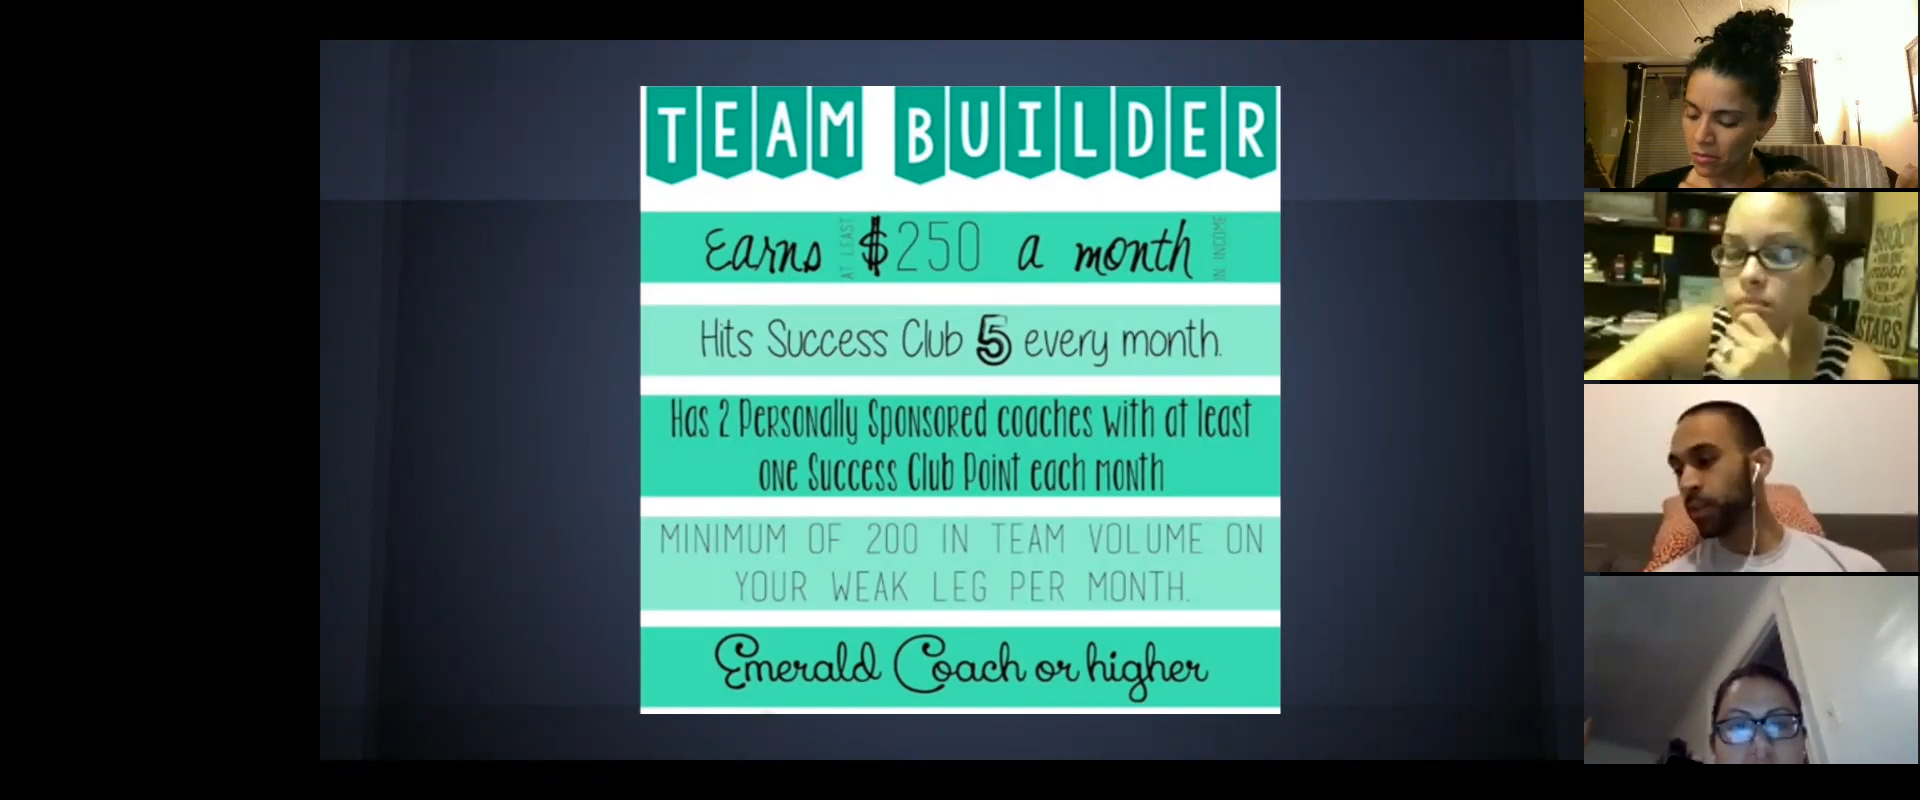 TEAM BUILDER
Earns AT LEAST $250 a month IN INCOME
Hits Success Club 5 every month.
Has 2 Personally Sponsored coaches with at least
one Success Club Point each month
MINIMUM OF 200 IN TEAM VOLUME ON
YOUR WEAK LEG PER MONTH.
Emerald Coach or higher
SHOOT
STARS